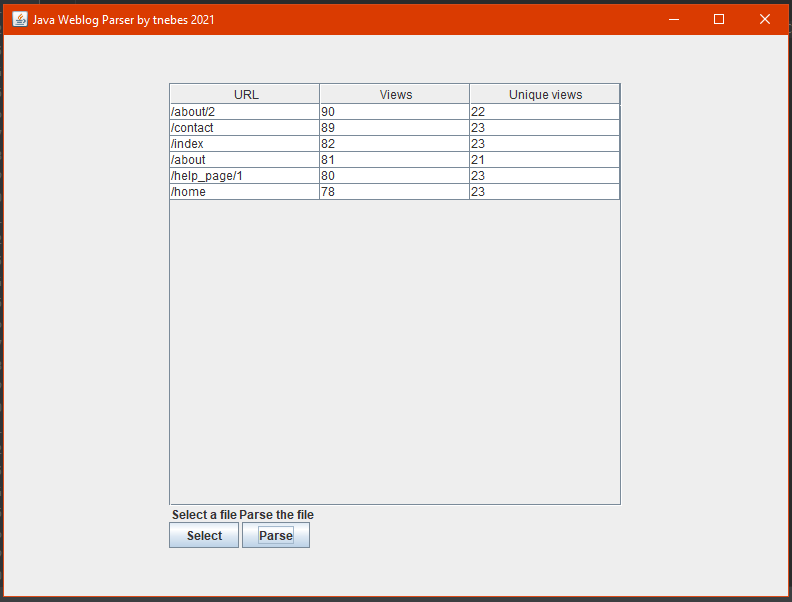 Java Weblog Parser by tnebes 2021
URL Views Unique views
/about/2 90 22
/contact 89 23
/index 82 23
/about 81 21
/help_page/1 80 23
/home 78 23
Select a file Parse the file
Select Parse